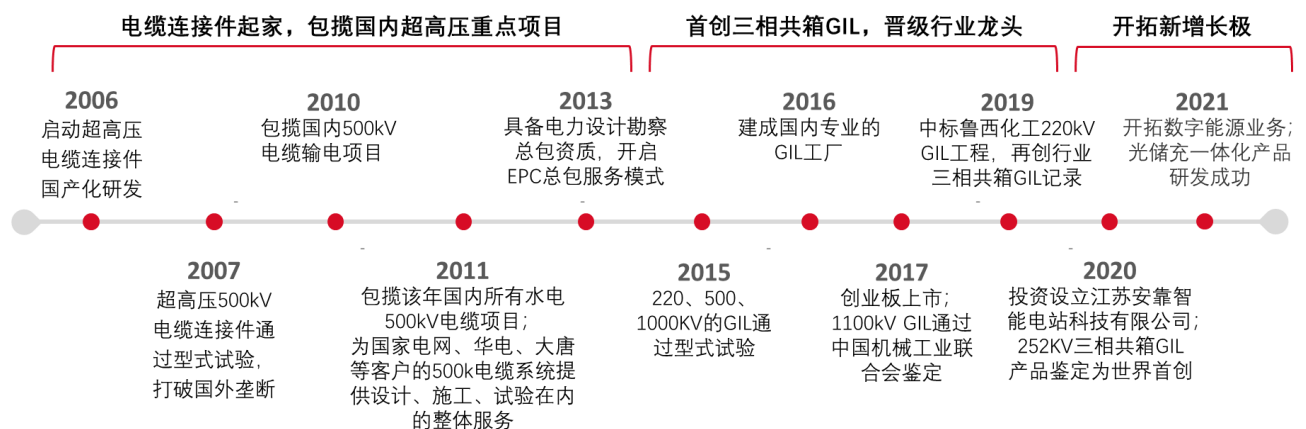 电缆连接件起家，包揽国内超高压重点项目
首创三相共箱GIL，晋级行业龙头
开拓新增长极
2006
启动超高压
电缆连接件
国产化研发
2010
包揽国内500kV
电缆输电项目
2013
具备电力设计勘察
总包资质，开启
EPC总包服务模式
2016
建成国内专业的
GIL工厂
2019
中标鲁西化工220kV
GIL工程，再创行业
三相共箱GIL记录
2021
开拓数字能源业务；
光储充一体化产品
研发成功
2007
超高压500kV
电缆连接件通
过型式试验，
打破国外垄断
2011
包揽该年国内所有水电
500kV电缆项目；
为国家电网、华电、大唐
等客户的500k电缆系统提
供设计、施工、试验在内
的整体服务
2015
220、500、
1000KV的GIL通
过型式试验
2017
创业板上市；
1100kV GIL通过
中国机械工业联
合会鉴定
2020
投资设立江苏安靠智
能电站科技有限公司；
252KV三相共箱GIL
产品鉴定为世界首创